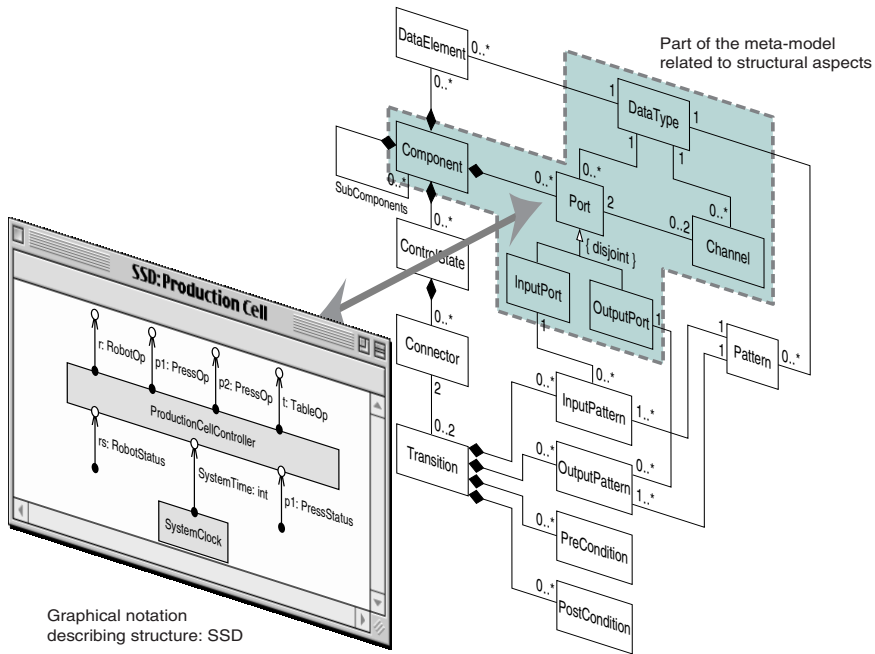 DataElement
0..*
Part of the meta-model
related to structural aspects
0..*
1
DataType
1
1
1
Component
0..*
SubComponents
0..*
0..*
Port
2
0..*
0..2
Channel
0..*
ControlState
{ disjoint }
InputPort
OutputPort
1
1
0..*
Connector
2
0..2
Transition
1
1
Pattern
0..*
0..*
0..*
InputPattern
1..*
0..*
OutputPattern
0..*
1..*
0..*
PreCondition
0..*
PostCondition
SSD:Production Cell
r: RobotOp
p1: PressOp
p2: PressOp
t: TableOp
ProductionCellController
rs: RobotStatus
SystemTime: int
p1: PressStatus
SystemClock
Graphical notation
describing structure: SSD